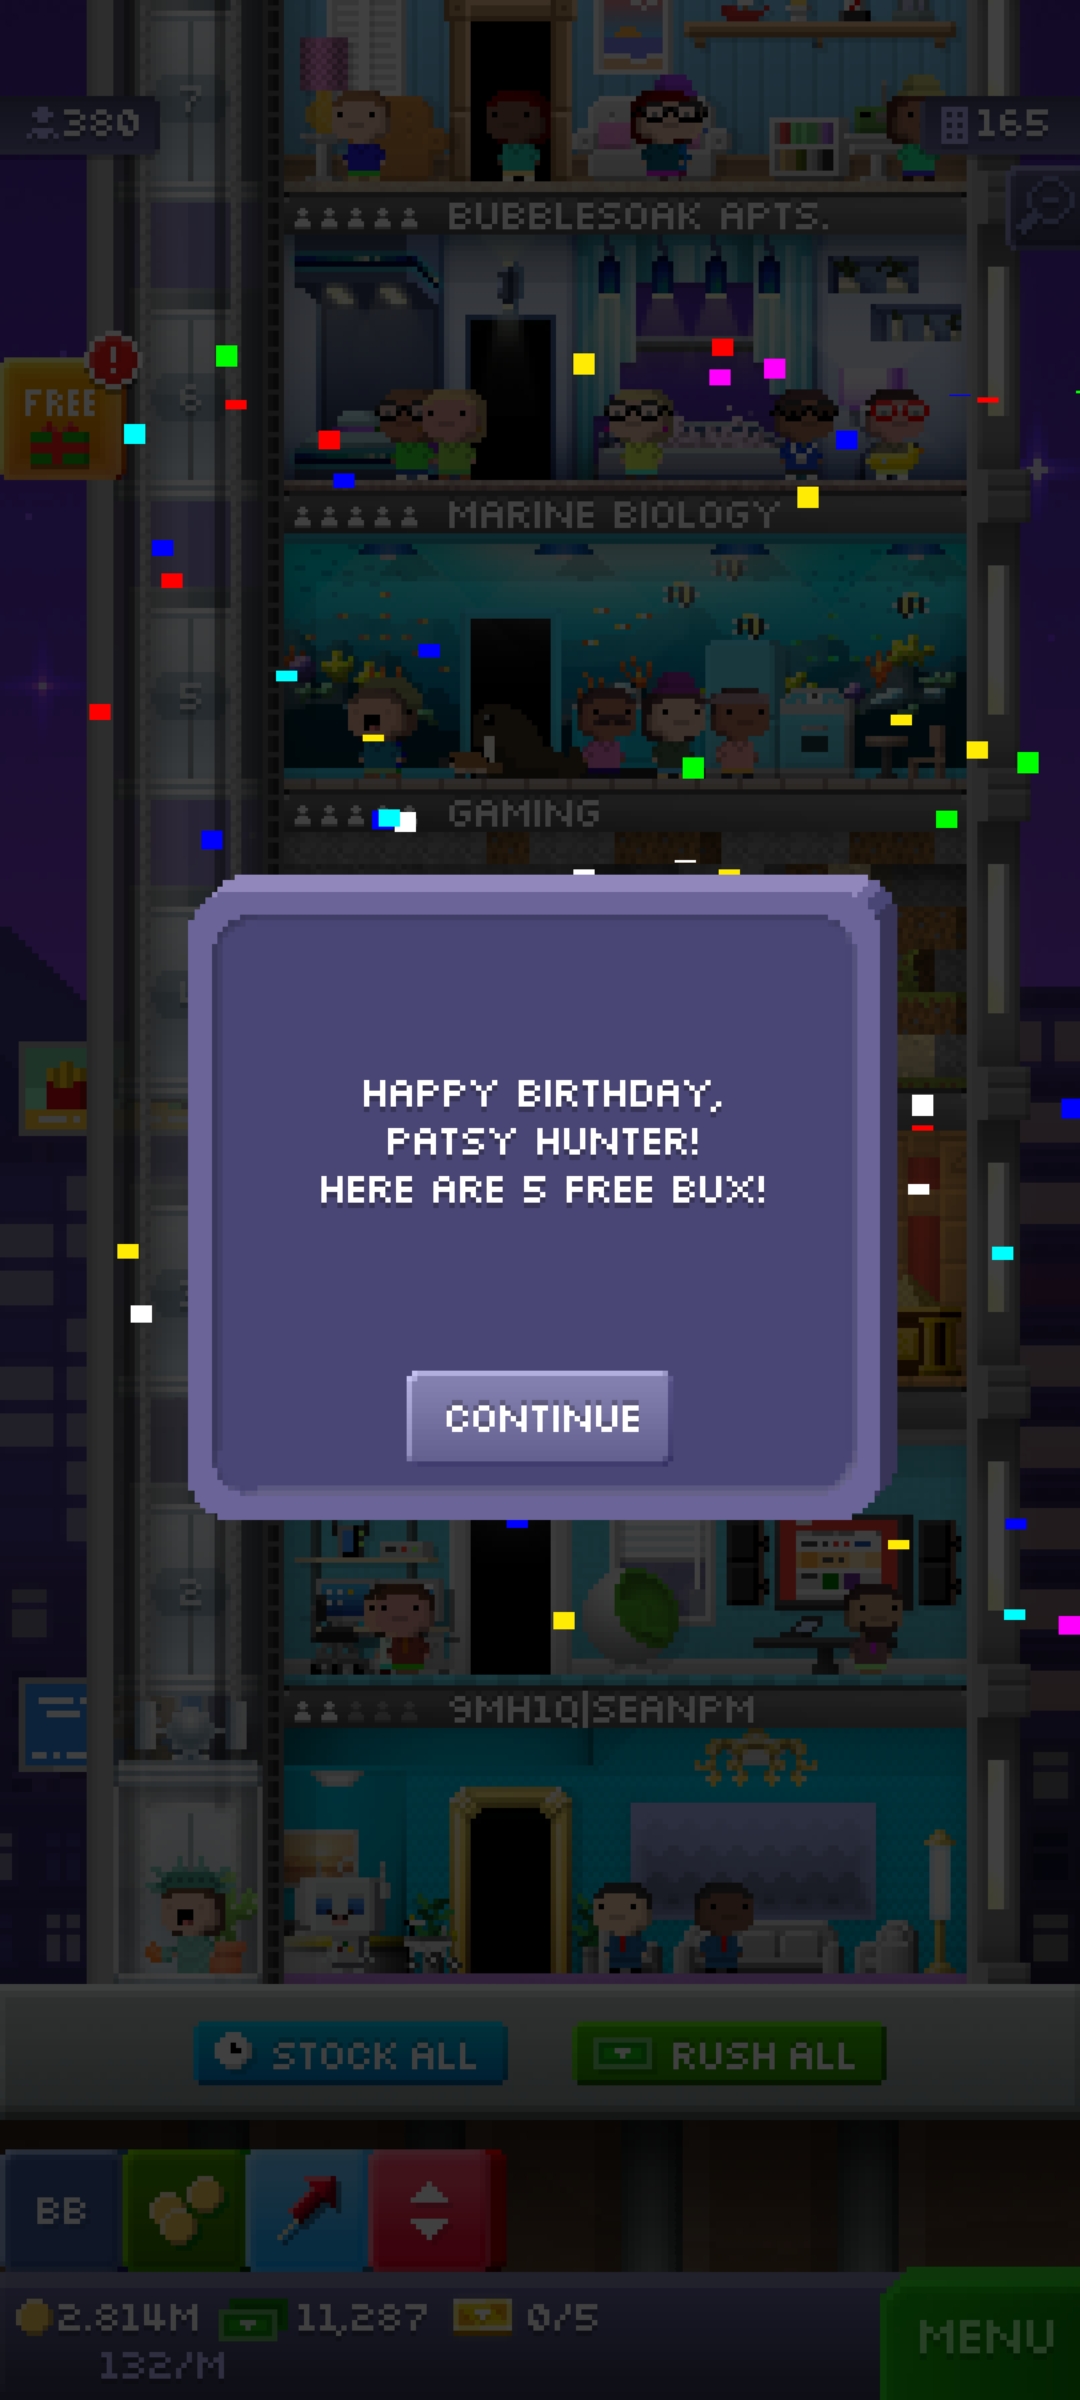 7
380
165
BUBBLESOAK APTS.
FREE
!
6
MARINE BIOLOGY
5
GAMING
HAPPY BIRTHDAY,
PATSY HUNTER!
HERE ARE 5 FREE BUX!
CONTINUE
2
9MH1Q|SEANPM
STOCK ALL
RUSH ALL
BB
2.814M
11,287
0/5
132/M
MENU